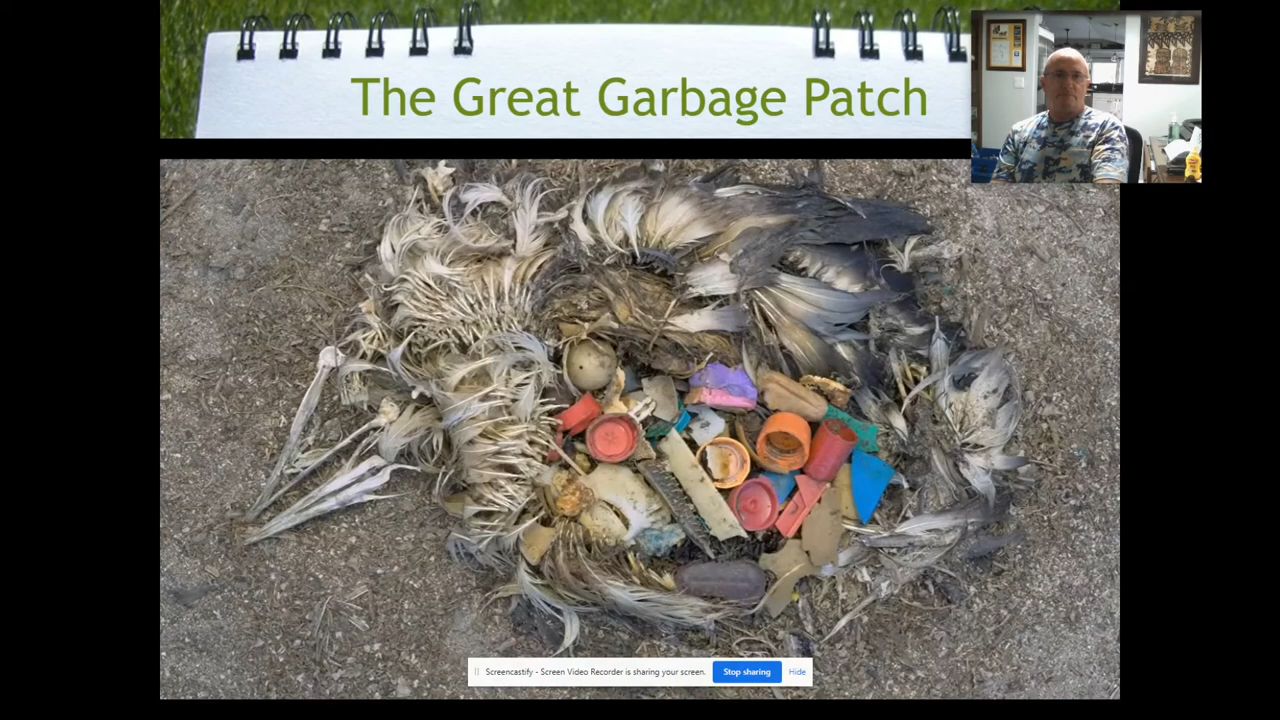 The Great Garbage Patch
Screencastify - Screen Video Recorder is sharing your screen.
Stop sharing
Hide